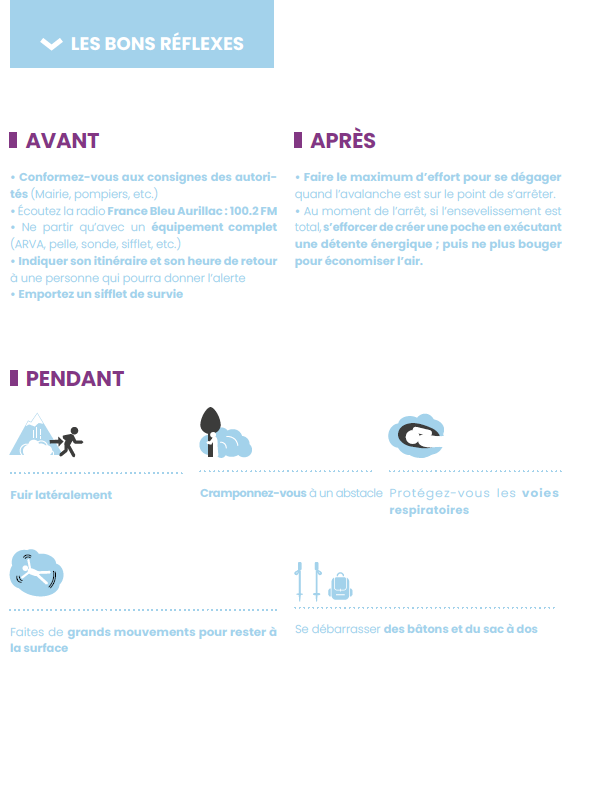 LES BONS RÉFLEXES
AVANT
• Conformez-vous aux consignes des autori-
tés (Mairie, pompiers, etc.)
• Écoutez la radio France Bleu Aurillac : 100.2 FM
• Ne partir qu’avec un équipement complet
(ARVA, pelle, sonde, sifflet, etc.)
• Indiquer son itinéraire et son heure de retour
à une personne qui pourra donner l’alerte
• Emportez un sifflet de survie
APRÈS
• Faire le maximum d’effort pour se dégager
quand l’avalanche est sur le point de s’arrêter.
• Au moment de l’arrêt, si l’ensevelissement est
total, s’efforcer de créer une poche en exécutant
une détente énergique ; puis ne plus bouger
pour économiser l’air.
PENDANT
Fuir latéralement
Cramponnez-vous à un obstacle
Protégez-vous les voies
respiratoires
Faites de grands mouvements pour rester à
la surface
Se débarrasser des bâtons et du sac à dos